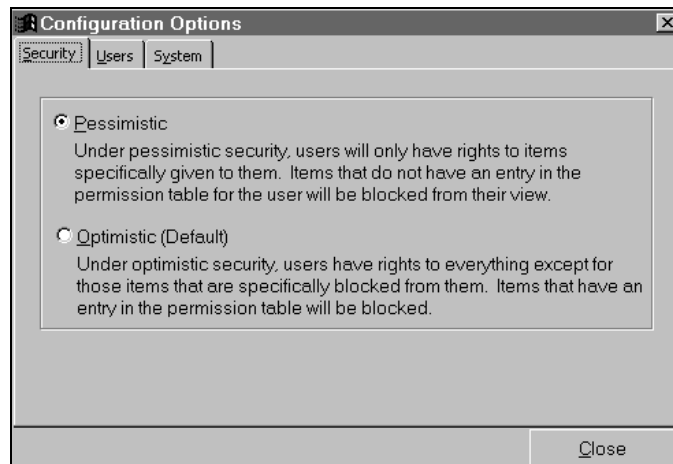 Configuration Options
Security Users System
Pessimistic
Under pessimistic security, users will only have rights to items
specifically given to them. Items that do not have an entry in the
permission table for the user will be blocked from their view.
Optimistic (Default)
Under optimistic security, users have rights to everything except for
those items that are specifically blocked from them. Items that have an
entry in the permission table will be blocked.
Close